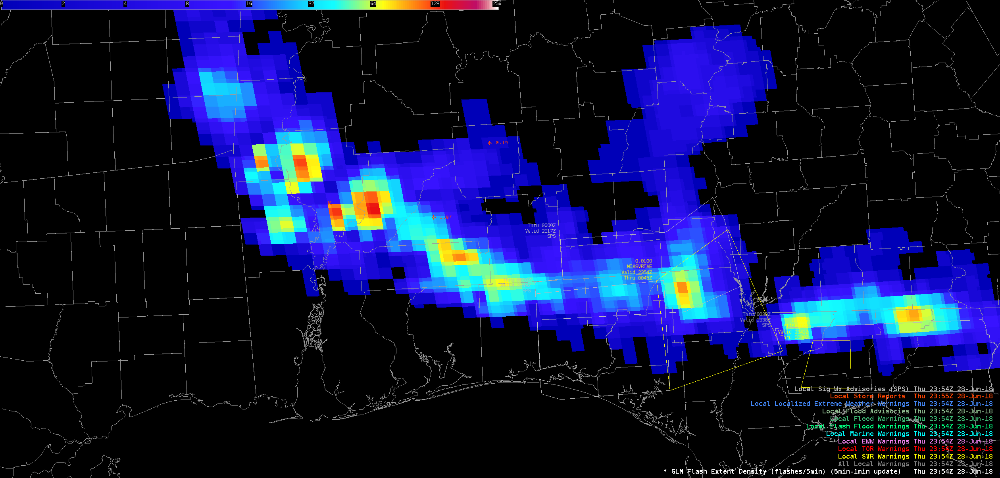 0 2 4 8 16 32 64 128 256
0.19
Thru 0000Z
Valid 2317Z
SPS
0.0100
MIASVRTAE
Valid 2354Z
Thru 0045Z
SPS
Thru 0030Z
Valid 2338Z
SPS
Valid 2341Z
Thru 0030Z
Local Sig Wx Advisories (SPS) Thu 23:54Z 28-Jun-18
Local Storm Reports Thu 23:55Z 28-Jun-18
Local Localized Extreme Weather Warnings Thu 23:54Z 28-Jun-18
Local Flood Advisories Thu 23:54Z 28-Jun-18
Local Flood Warnings Thu 23:54Z 28-Jun-18
Local Flash Flood Warnings Thu 23:54Z 28-Jun-18
Local Marine Warnings Thu 23:54Z 28-Jun-18
Local EWW Warnings Thu 23:54Z 28-Jun-18
Local TOR Warnings Thu 23:54Z 28-Jun-18
Local SVR Warnings Thu 23:54Z 28-Jun-18
All Local Warnings Thu 23:54Z 28-Jun-18
* GLM Flash Extent Density (flashes/5min) (5min-1min update) Thu 23:54Z 28-Jun-18